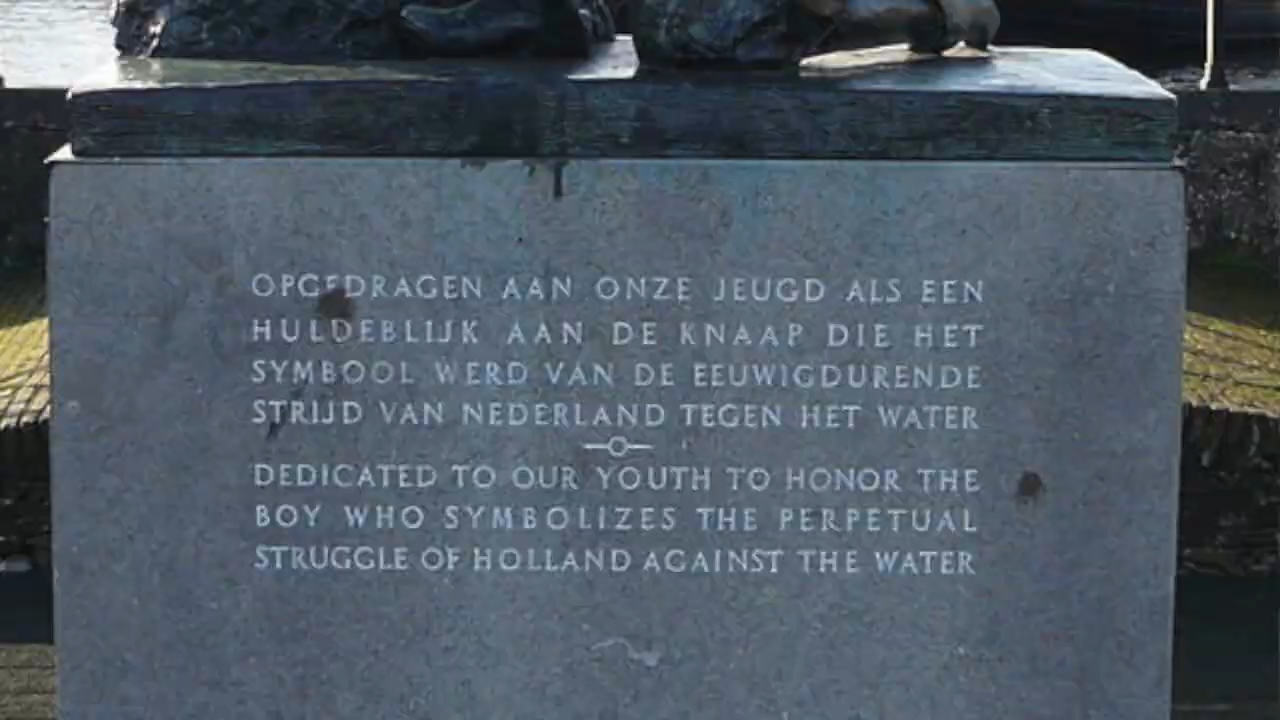 OPGEDRAGEN AAN ONZE JEUGD ALS EEN
HULDEBLIJK AAN DE KNAAP DIE HET
SYMBOOL WERD VAN DE EEUWIGDURENDE
STRIJD VAN NEDERLAND TEGEN HET WATER
DEDICATED TO OUR YOUTH TO HONOR THE
BOY WHO SYMBOLIZES THE PERPETUAL
STRUGGLE OF HOLLAND AGAINST THE WATER